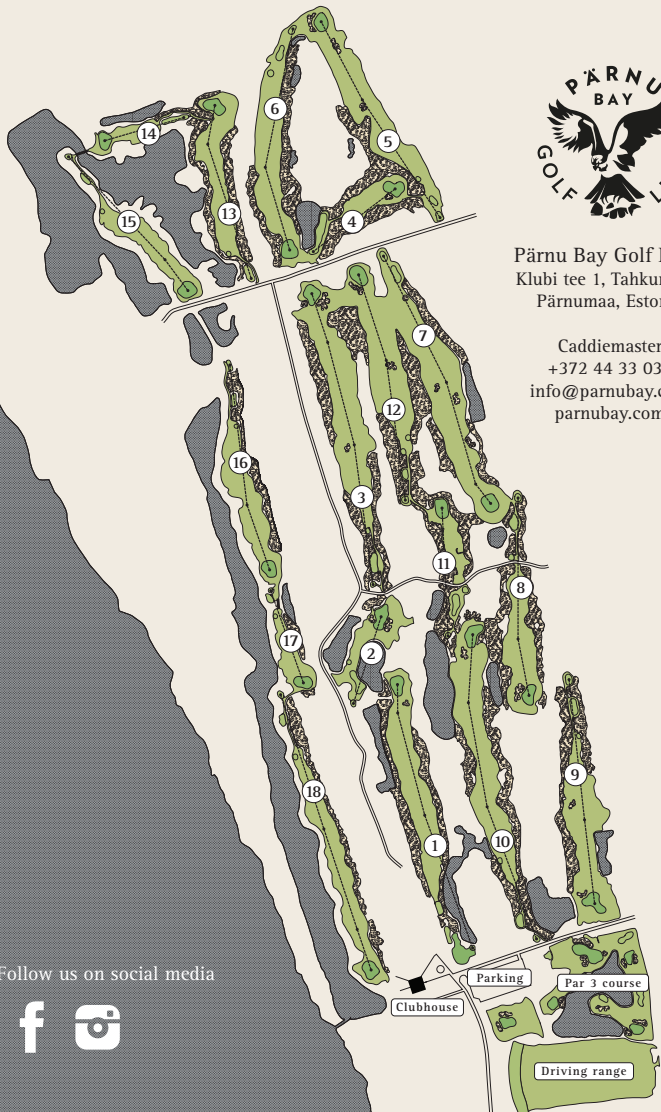 PÄRNU
BAY
GOLF LI
Pärnu Bay Golf
Klubi tee 1, Tahku
Pärnumaa, Esto
Caddiemaster
+372 44 33 03
info@parnubay.c
parnubay.com
6
14
5
15
13
4
7
12
16
3
11
8
17
2
18
9
1
10
Follow us on social media
Parking
Par 3 course
Clubhouse
Driving range